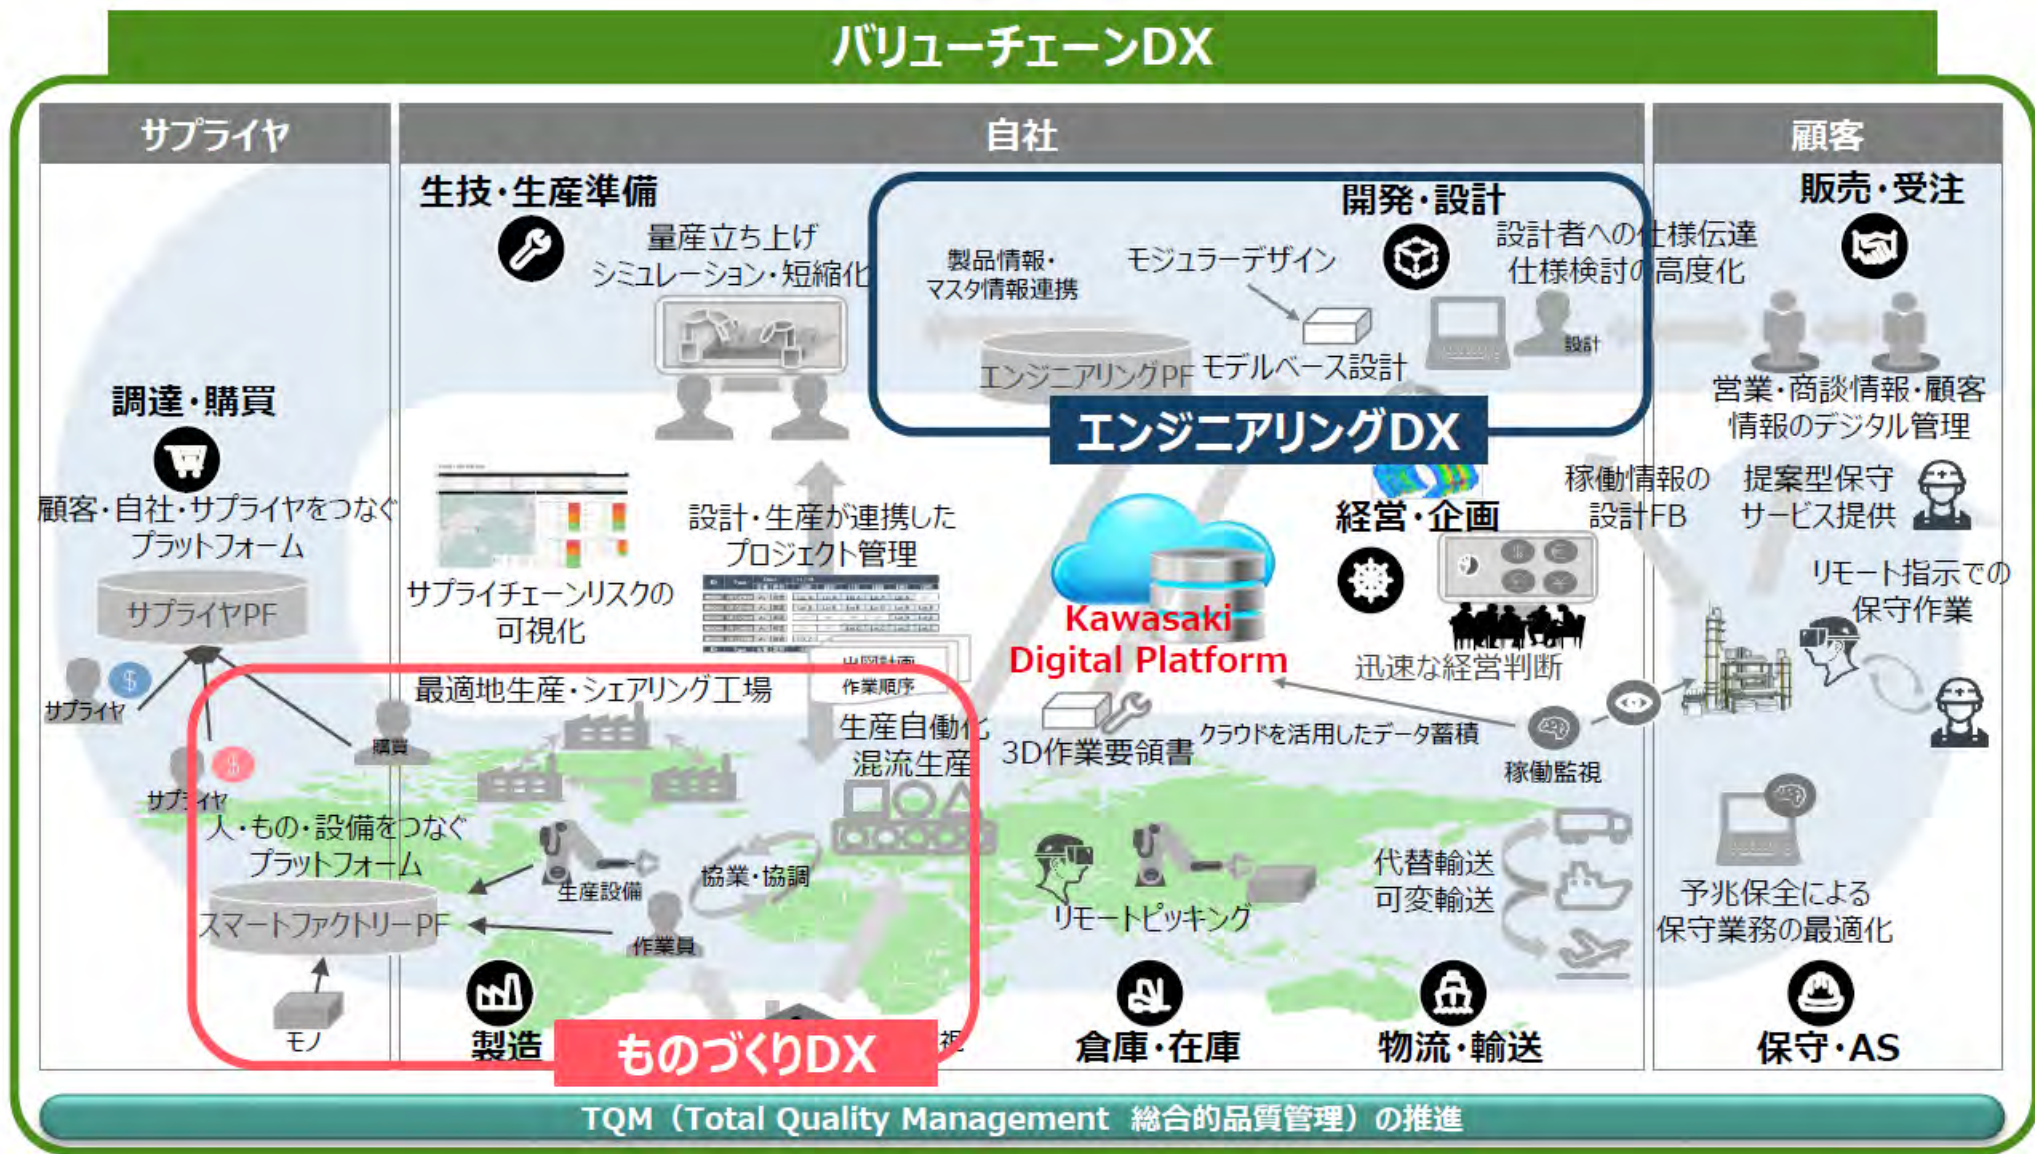 バリューチェーンDX
サプライヤ
自社
顧客
生技・生産準備
量産立ち上げ
シミュレーション・短縮化
製品情報・
マスタ情報連携
モジュラーデザイン
開発・設計
設計者への仕様伝達
仕様検討の高度化
設計
エンジニアリングPF
モデルベース設計
エンジニアリングDX
販売・受注
営業・商談情報・顧客
情報のデジタル管理
調達・購買
顧客・自社・サプライヤをつなぐ
プラットフォーム
サプライヤPF
サプライヤ
サプライヤ
購買
サプライチェーンリスクの
可視化
設計・生産が連携した
プロジェクト管理
出図計画
作業順序
Kawasaki
Digital Platform
経営・企画
迅速な経営判断
稼働情報の
設計FB
提案型保守
サービス提供
リモート指示での
保守作業
最適地生産・シェアリング工場
生産自働化
混流生産
3D作業要領書
クラウドを活用したデータ蓄積
稼働監視
人・もの・設備をつなぐ
プラットフォーム
スマートファクトリーPF
生産設備
協業・協調
作業員
モノ
製造
ものづくりDX
視
リモートピッキング
倉庫・在庫
代替輸送
可変輸送
物流・輸送
予兆保全による
保守業務の最適化
保守・AS
TQM（Total Quality Management 総合的品質管理）の推進